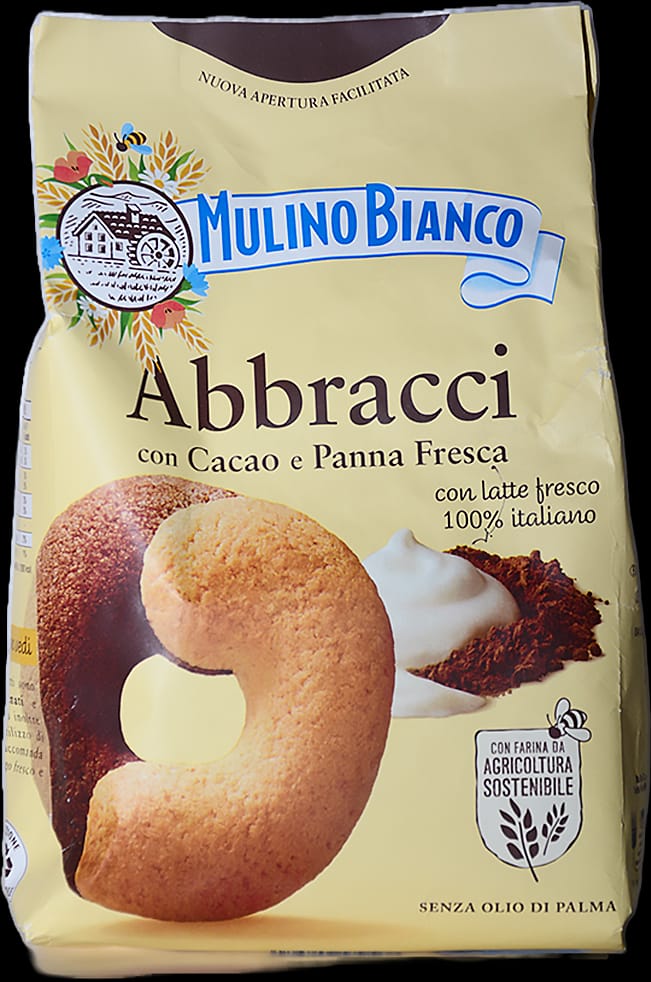 NUOVA APERTURA FACILITATA
MULINO BIANCO
Abbracci
con Cacao e Panna Fresca
con latte fresco
100% italiano
CON FARINA DA
AGRICOLTURA
SOSTENIBILE
SENZA OLIO DI PALMA